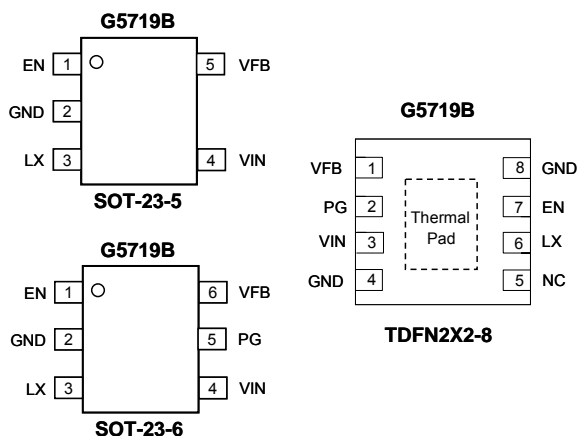 G5719B
EN 1 5 VFB
GND 2
LX 3 4 VIN
SOT-23-5
G5719B
EN 1 6 VFB
GND 2 5 PG
LX 3 4 VIN
SOT-23-6
G5719B
VFB 1 8 GND
PG 2 7 EN
Thermal
Pad
VIN 3 6 LX
GND 4 5 NC
TDFN2X2-8